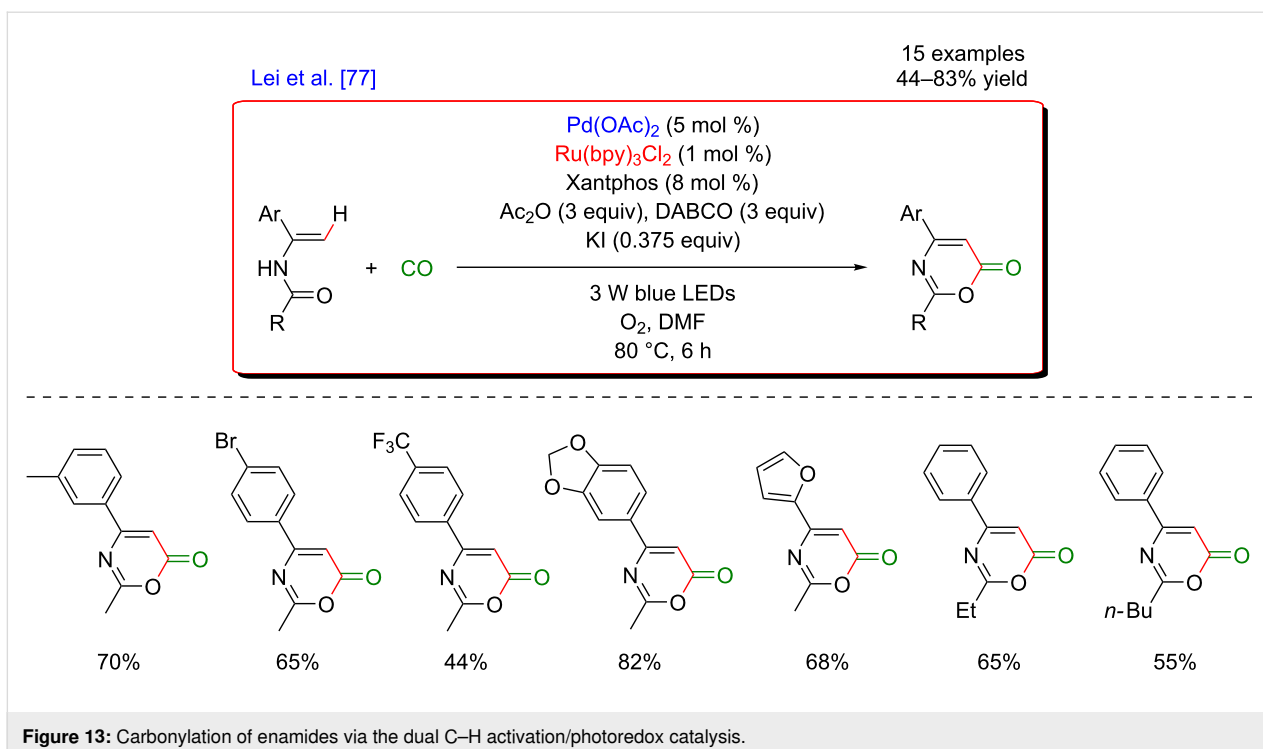 15 examples
Lei et al. [77]
44–83% yield
Pd(OAc)2 (5 mol %)
Ru(bpy)3Cl2 (1 mol %)
Xantphos (8 mol %)
Ac2O (3 equiv), DABCO (3 equiv)
KI (0.375 equiv)
3 W blue LEDs
O2, DMF
80 °C, 6 h
Ar
H
HN
O
R
+
CO
Ar
N
O
O
R
N
O
O
70%
Br
N
O
O
65%
F3C
N
O
O
44%
O
O
N
O
O
82%
O
N
O
O
68%
N
O
O
Et
65%
N
O
O
n-Bu
55%
Figure 13: Carbonylation of enamides via the dual C–H activation/photoredox catalysis.